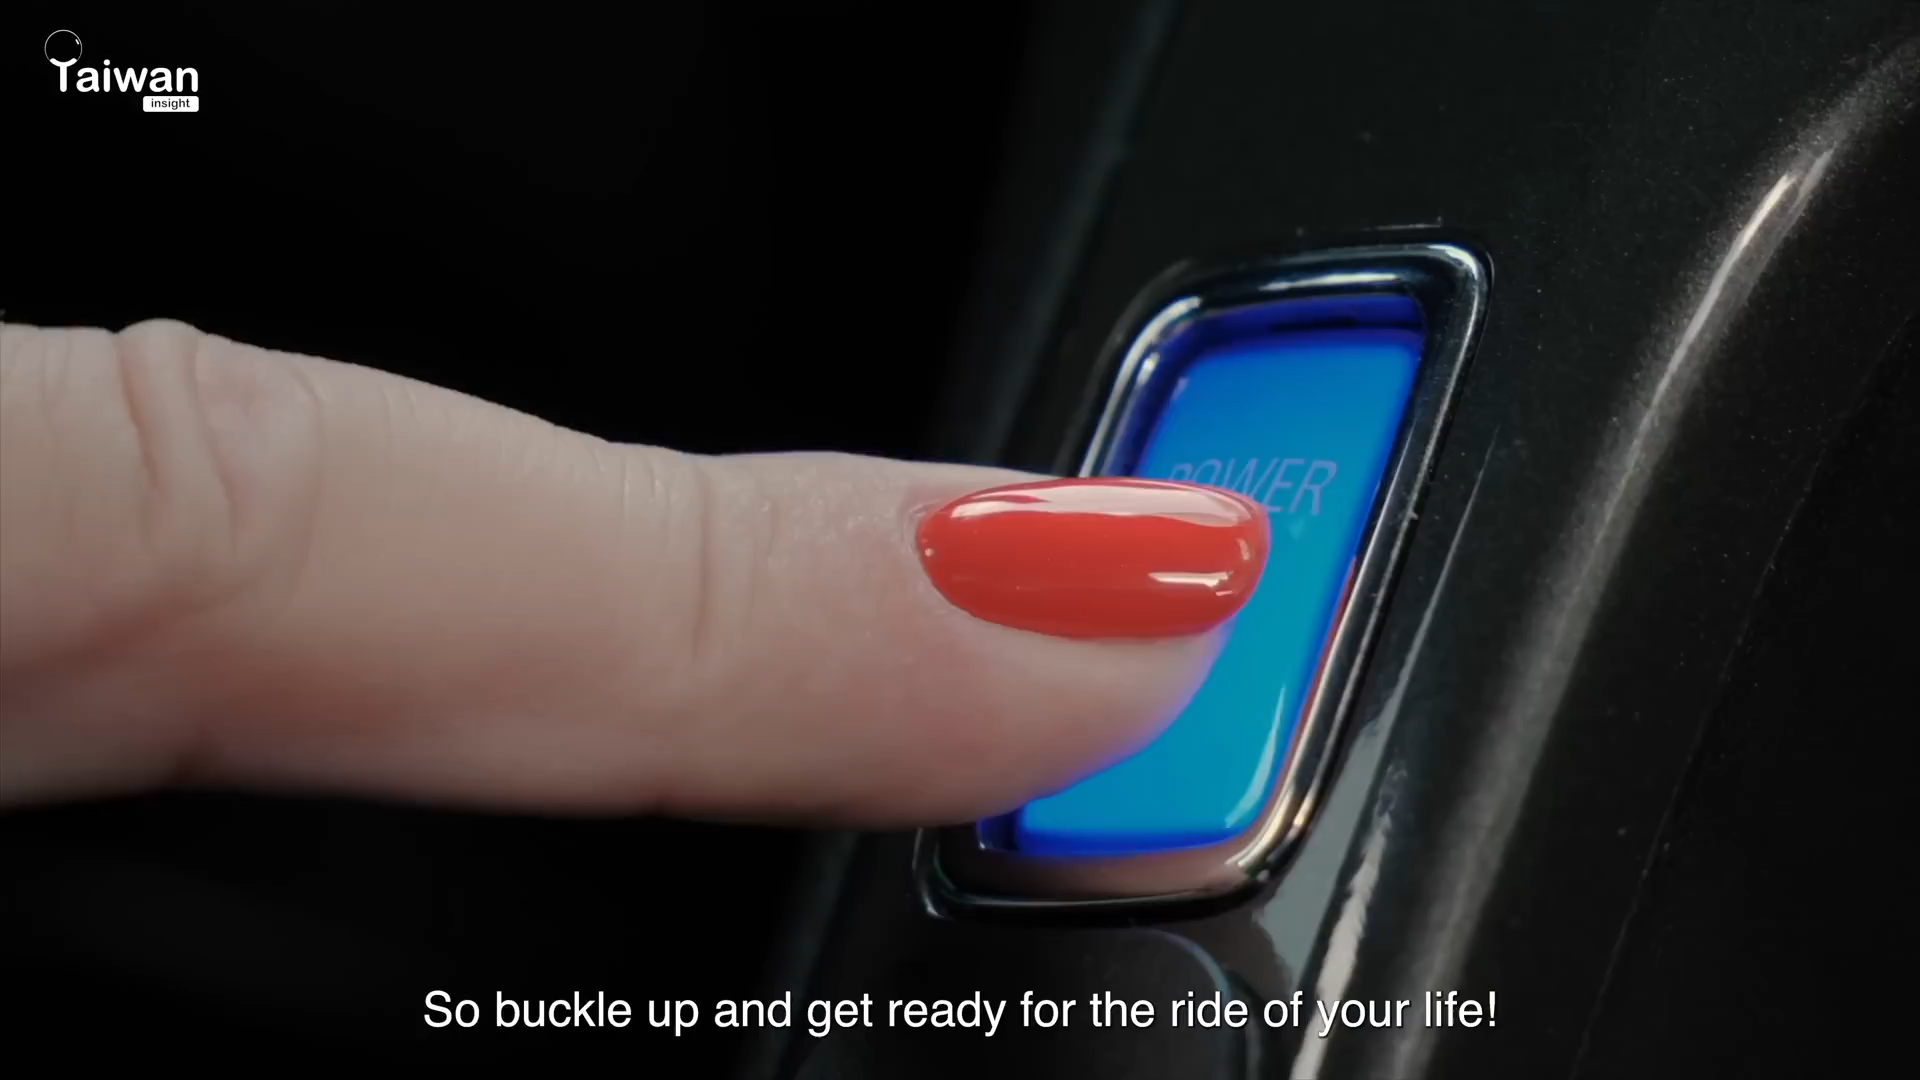 Taiwan
insight
POWER
So buckle up and get ready for the ride of your life!